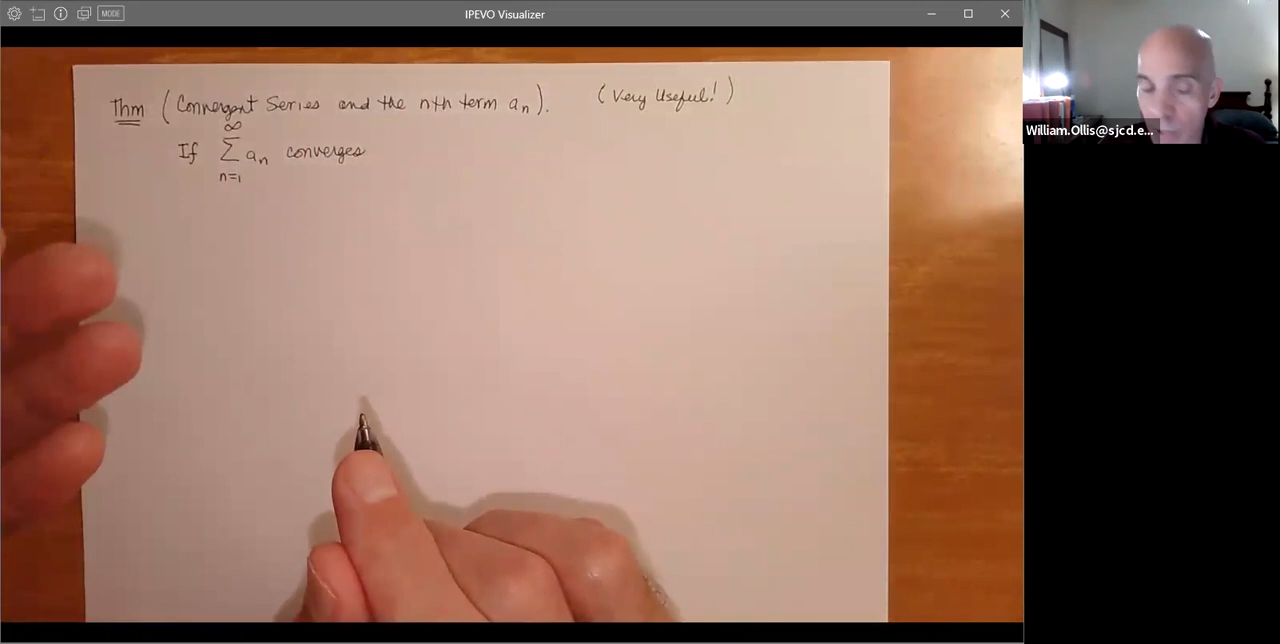 MODE
IPEVO Visualizer
Thm (Convergent Series and the nth term aₙ). (Very Useful!)
∞
If Σ aₙ converges
n=1
William.Ollis@sjcd.e...